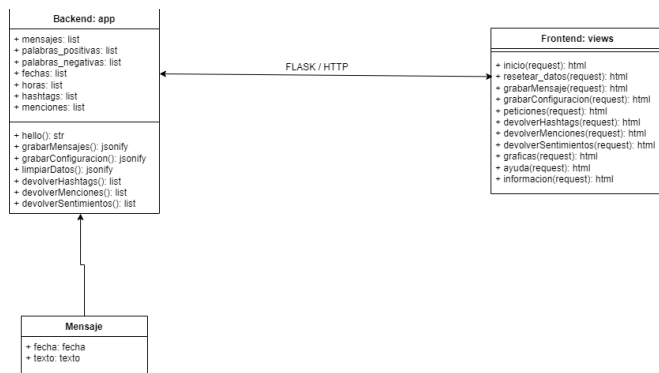 Backend: app
+ mensajes: list
+ palabras_positivas: list
+ palabras_negativas: list
+ fechas: list
+ horas: list
+ hashtags: list
+ menciones: list
+ hello(): str
+ grabarMensajes(): jsonify
+ grabarConfiguracion(): jsonify
+ limpiarDatos(): jsonify
+ devolverHashtags(): list
+ devolverMenciones(): list
+ devolverSentimientos(): list
FLASK / HTTP
Frontend: views
+ inicio(request): html
+ resetear_datos(request): html
+ grabarMensaje(request): html
+ grabarConfiguracion(request): html
+ peticiones(request): html
+ devolverHashtags(request): html
+ devolverMenciones(request): html
+ devolverSentimientos(request): html
+ graficas(request): html
+ ayuda(request): html
+ informacion(request): html
Mensaje
+ fecha: fecha
+ texto: texto